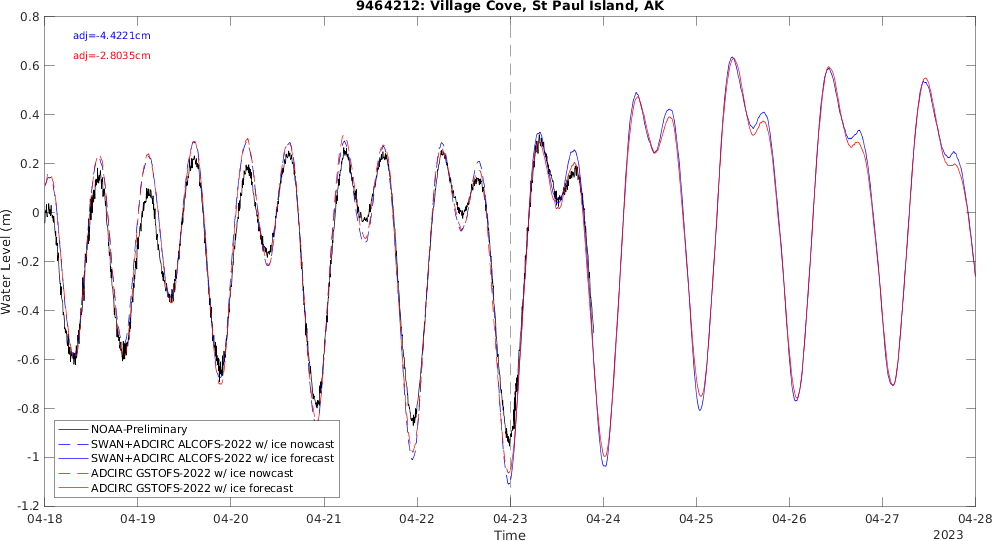 9464212: Village Cove, St Paul Island, AK
adj=-4.4221cm
adj=-2.8035cm
Water Level (m)
0.8
0.6
0.4
0.2
0
-0.2
-0.4
-0.6
-0.8
-1
-1.2
NOAA-Preliminary
SWAN+ADCIRC ALCOFS-2022 w/ ice nowcast
SWAN+ADCIRC ALCOFS-2022 w/ ice forecast
ADCIRC GSTOFS-2022 w/ ice nowcast
ADCIRC GSTOFS-2022 w/ ice forecast
04-18 04-19 04-20 04-21 04-22 04-23 04-24 04-25 04-26 04-27 04-28
Time
2023